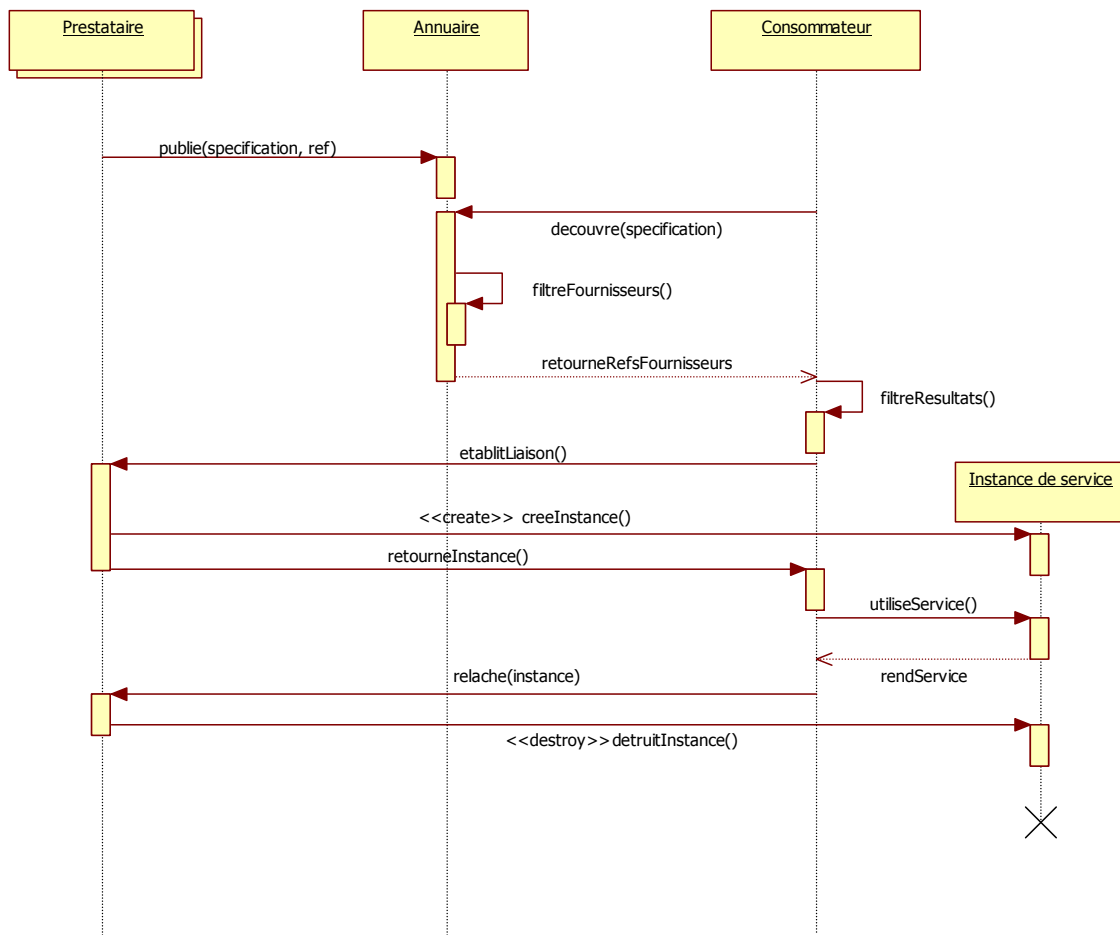 Prestataire
Annuaire
Consommateur
publie(specification, ref)
decouvre(specification)
filtreFournisseurs()
retourneRefsFournisseurs
filtreResultats()
etablitLiaison()
Instance de service
<<create>> creeInstance()
retourneInstance()
utiliseService()
rendService
relache(instance)
<<destroy>>detruitInstance()